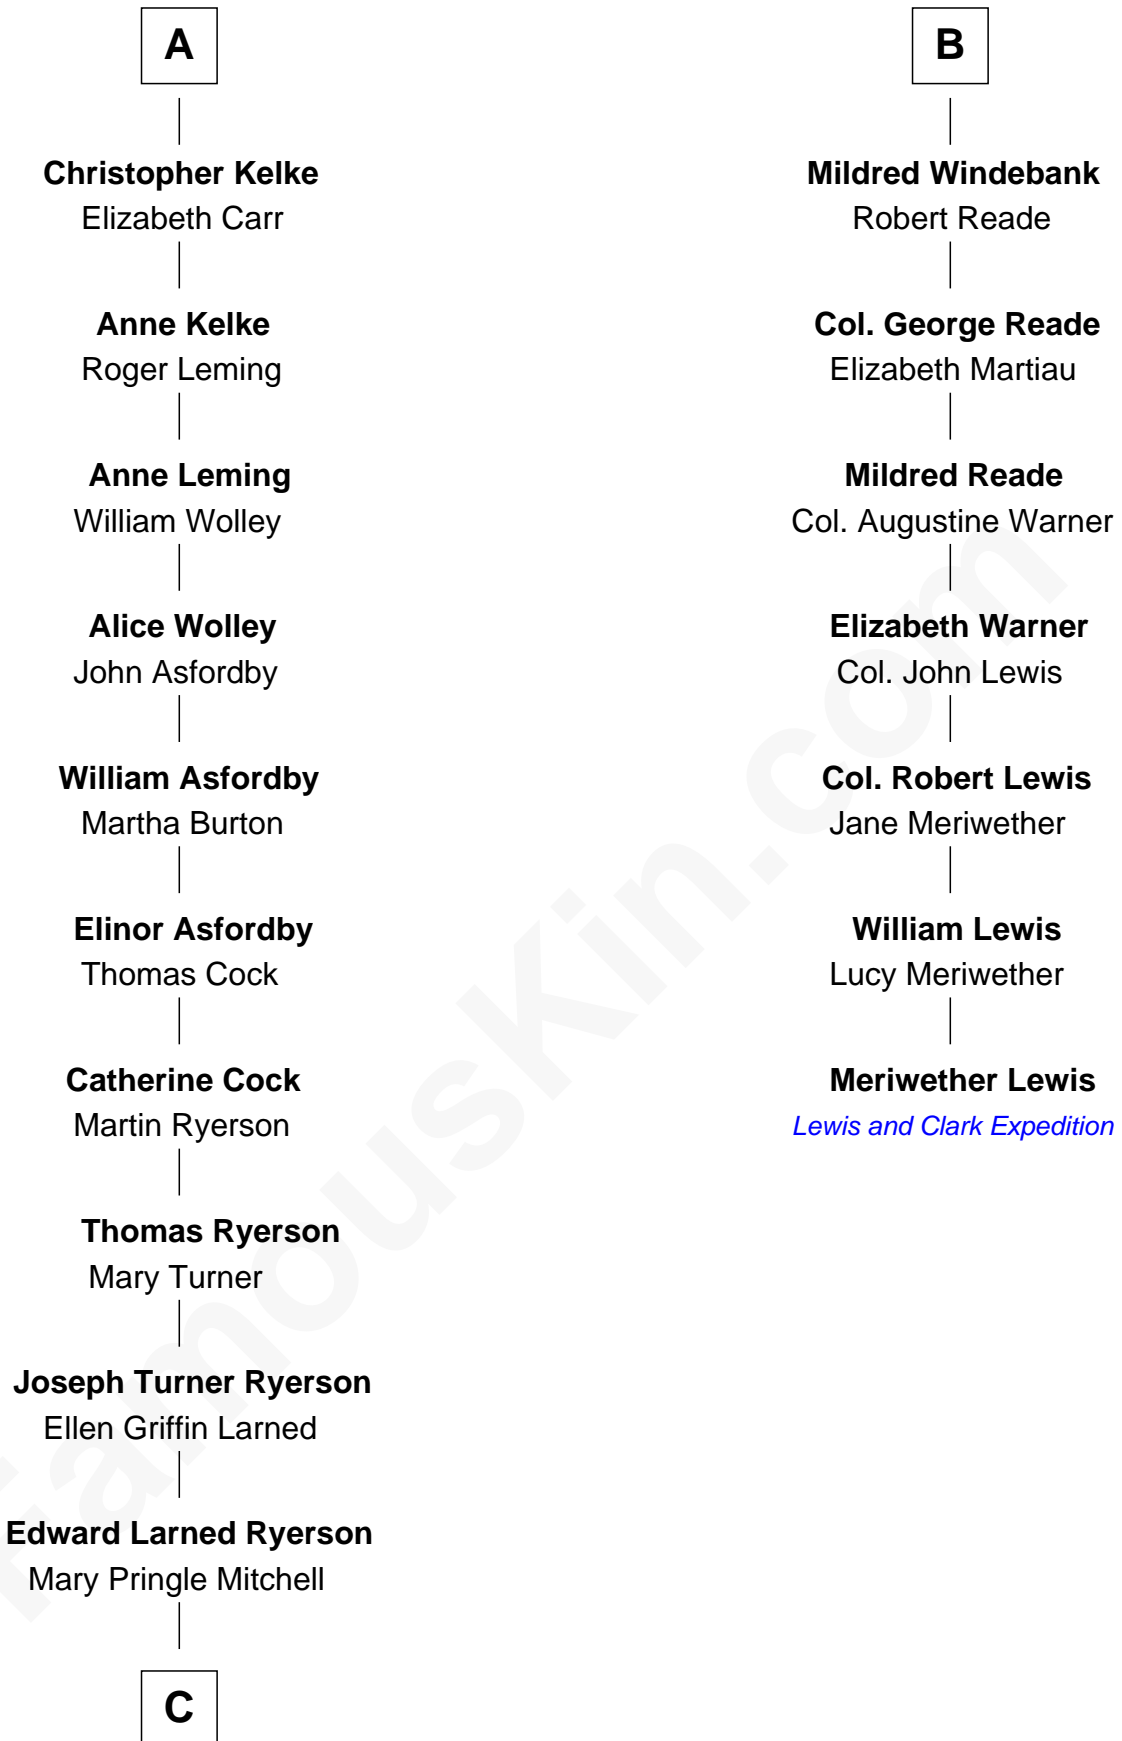 A
Christopher Kelke
Elizabeth Carr
Anne Kelke
Roger Leming
Anne Leming
William Wolley
Alice Wolley
John Asfordby
William Asfordby
Martha Burton
Elinor Asfordby
Thomas Cock
Catherine Cock
Martin Ryerson
Thomas Ryerson
Mary Turner
Joseph Turner Ryerson
Ellen Griffin Larned
Edward Larned Ryerson
Mary Pringle Mitchell
C
B
Mildred Windebank
Robert Reade
Col. George Reade
Elizabeth Martiau
Mildred Reade
Col. Augustine Warner
Elizabeth Warner
Col. John Lewis
Col. Robert Lewis
Jane Meriwether
William Lewis
Lucy Meriwether
Meriwether Lewis
Lewis and Clark Expedition
FamousKin.com